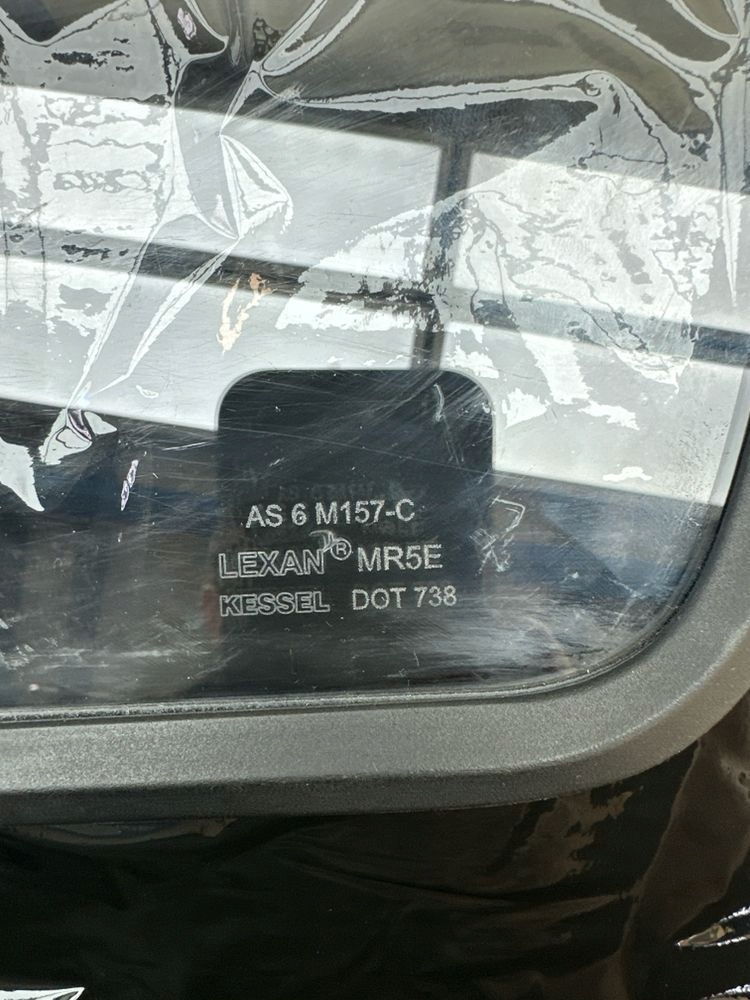 AS 6 M157-C
LEXAN® MR5E
KESSEL DOT 738